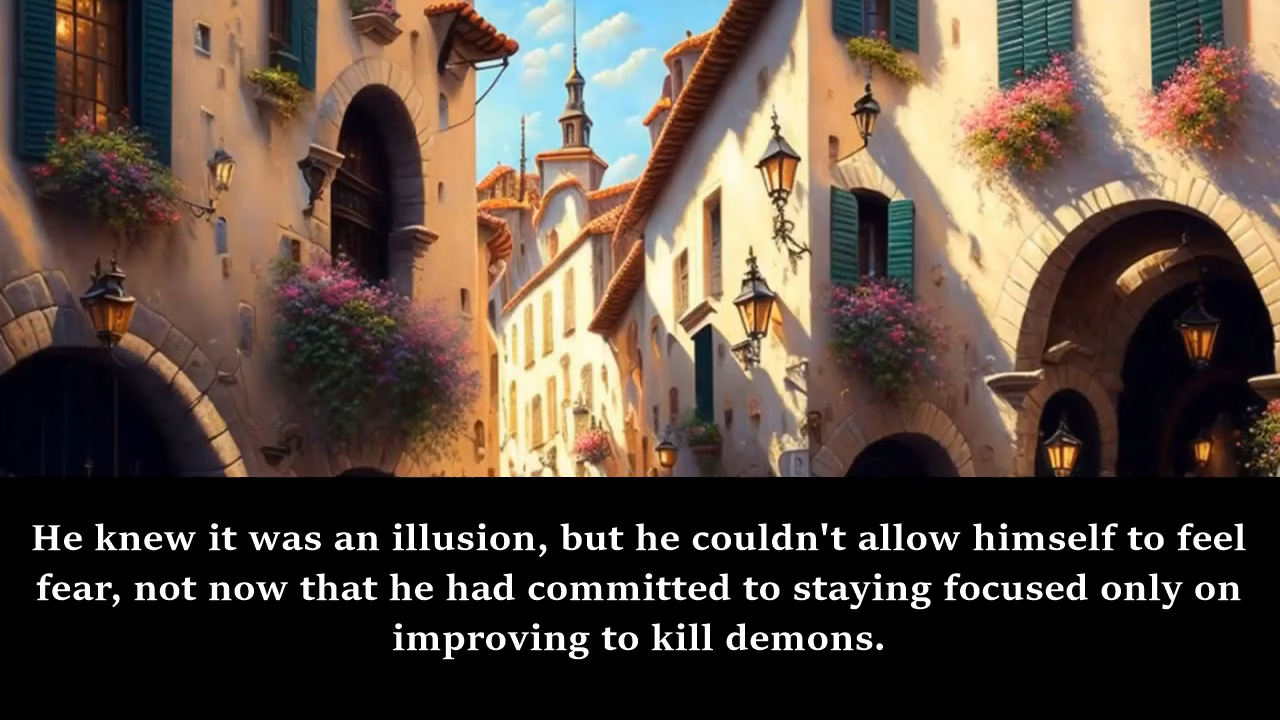 He knew it was an illusion, but he couldn't allow himself to feel
fear, not now that he had committed to staying focused only on
improving to kill demons.